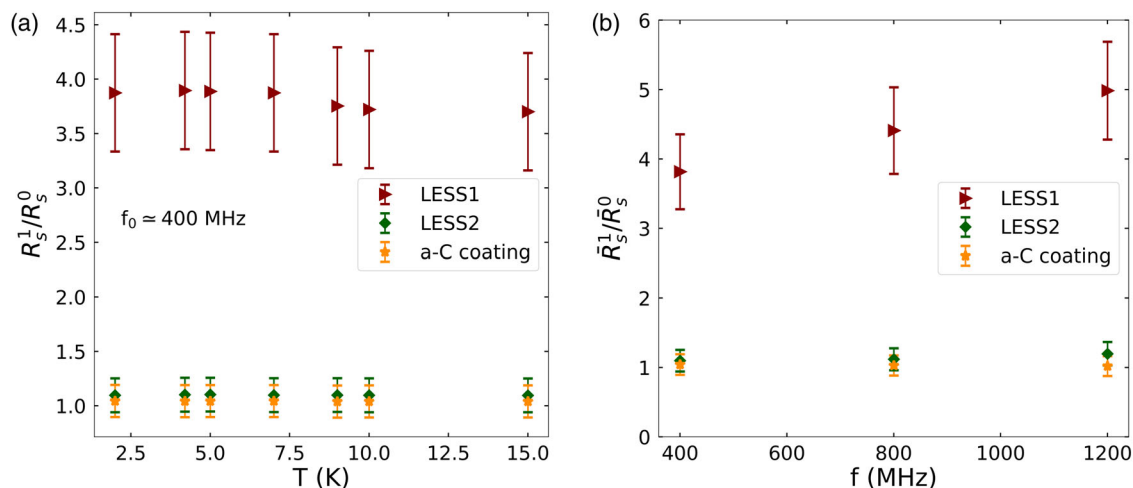 (a)
4.5
4.0
3.5
3.0
2.5
2.0
1.5
1.0
R_s^1/R_s^0
f_0 ≃ 400 MHz
LESS1
LESS2
a-C coating
2.5 5.0 7.5 10.0 12.5 15.0
T (K)
(b)
6
5
4
3
2
1
0
R̄_s^1/R̄_s^0
LESS1
LESS2
a-C coating
400 600 800 1000 1200
f (MHz)